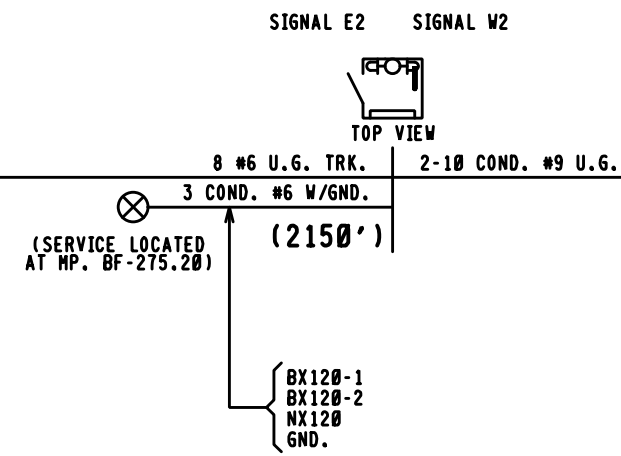 SIGNAL E2 SIGNAL W2
TOP VIEW
8 #6 U.G. TRK. 2-10 COND. #9 U.G.
3 COND. #6 W/GND.
(SERVICE LOCATED
AT MP. BF-275.20)
(2150')
BX120-1
BX120-2
NX120
GND.